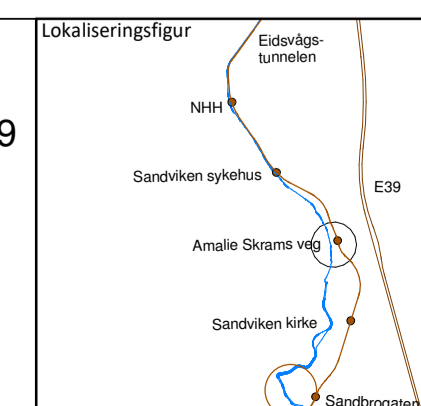 Lokaliseringsfigur
Eidsvågs-
tunnelen
NHH
9
Sandviken sykehus
E39
Amalie Skrams veg
Sandviken kirke
Sandbrogaten